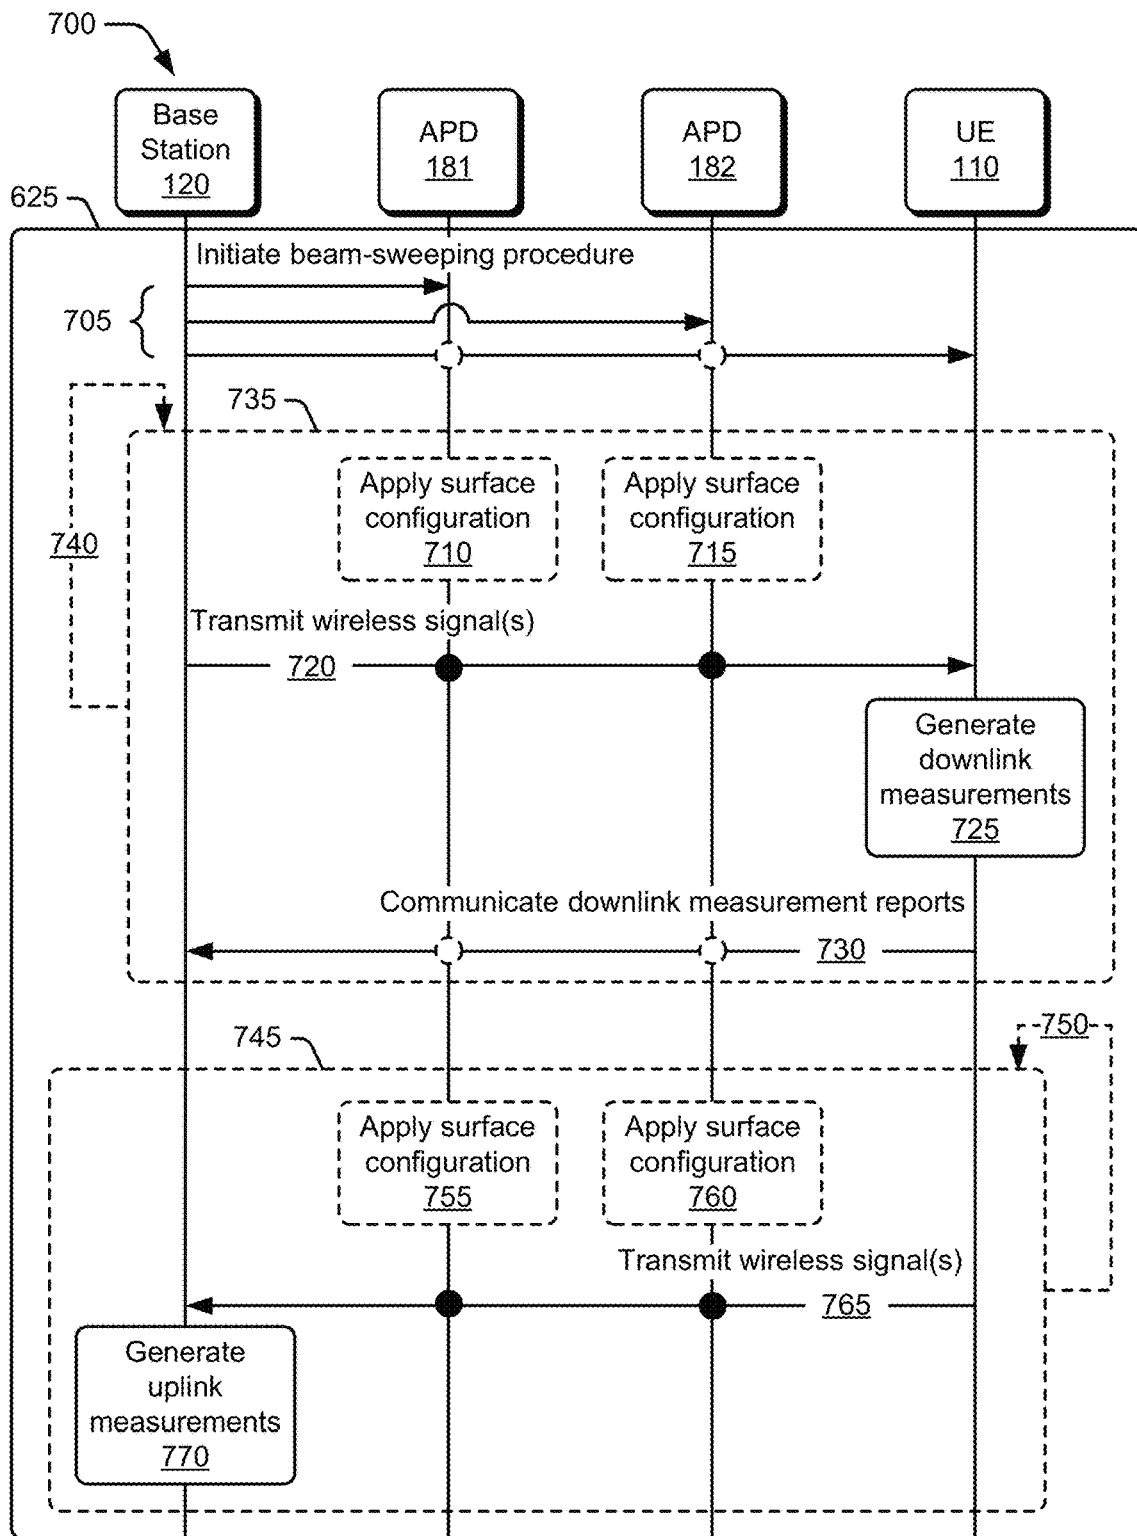 700
Base
Station
120
APD
181
APD
182
UE
110
625
Initiate beam-sweeping procedure
705
735
740
Apply surface
configuration
710
Apply surface
configuration
715
Transmit wireless signal(s)
720
Generate
downlink
measurements
725
Communicate downlink measurement reports
730
745
750
Apply surface
configuration
755
Apply surface
configuration
760
Transmit wireless signal(s)
765
Generate
uplink
measurements
770